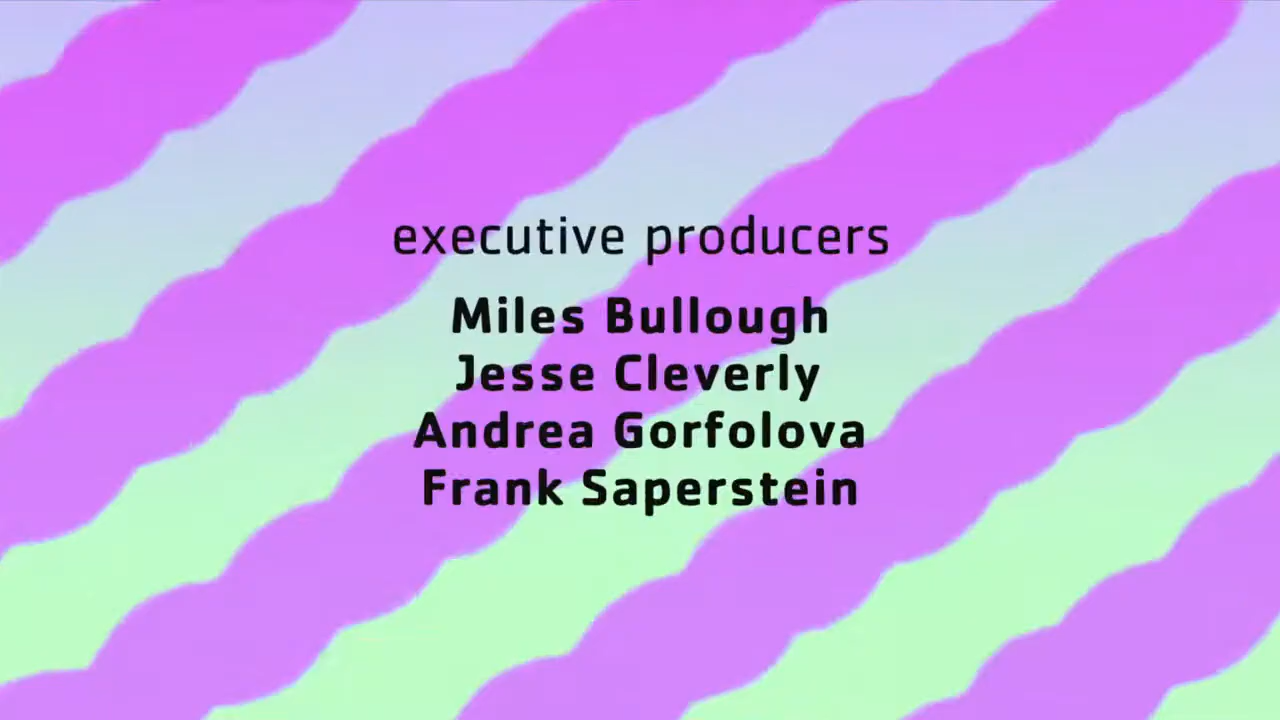 executive producers
Miles Bullough
Jesse Cleverly
Andrea Gorfolova
Frank Saperstein